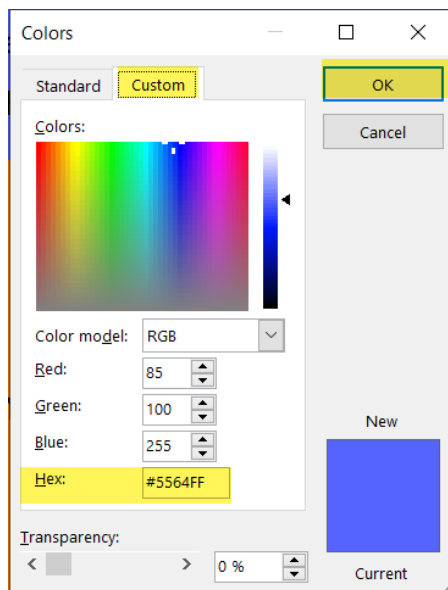 Colors
Standard
Custom
OK
Cancel
Colors:
Color model: RGB
Red: 85
Green: 100
Blue: 255
Hex: #5564FF
New
Current
Transparency:
0 %